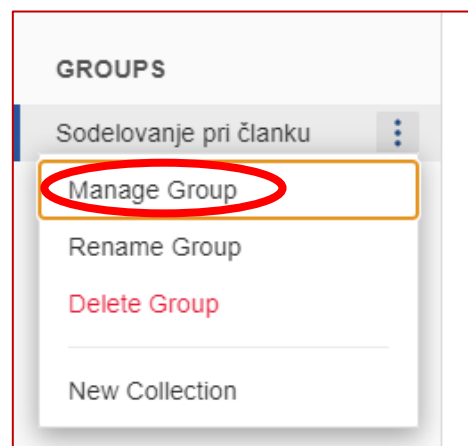 GROUPS
Sodelovanje pri članku
Manage Group
Rename Group
Delete Group
New Collection